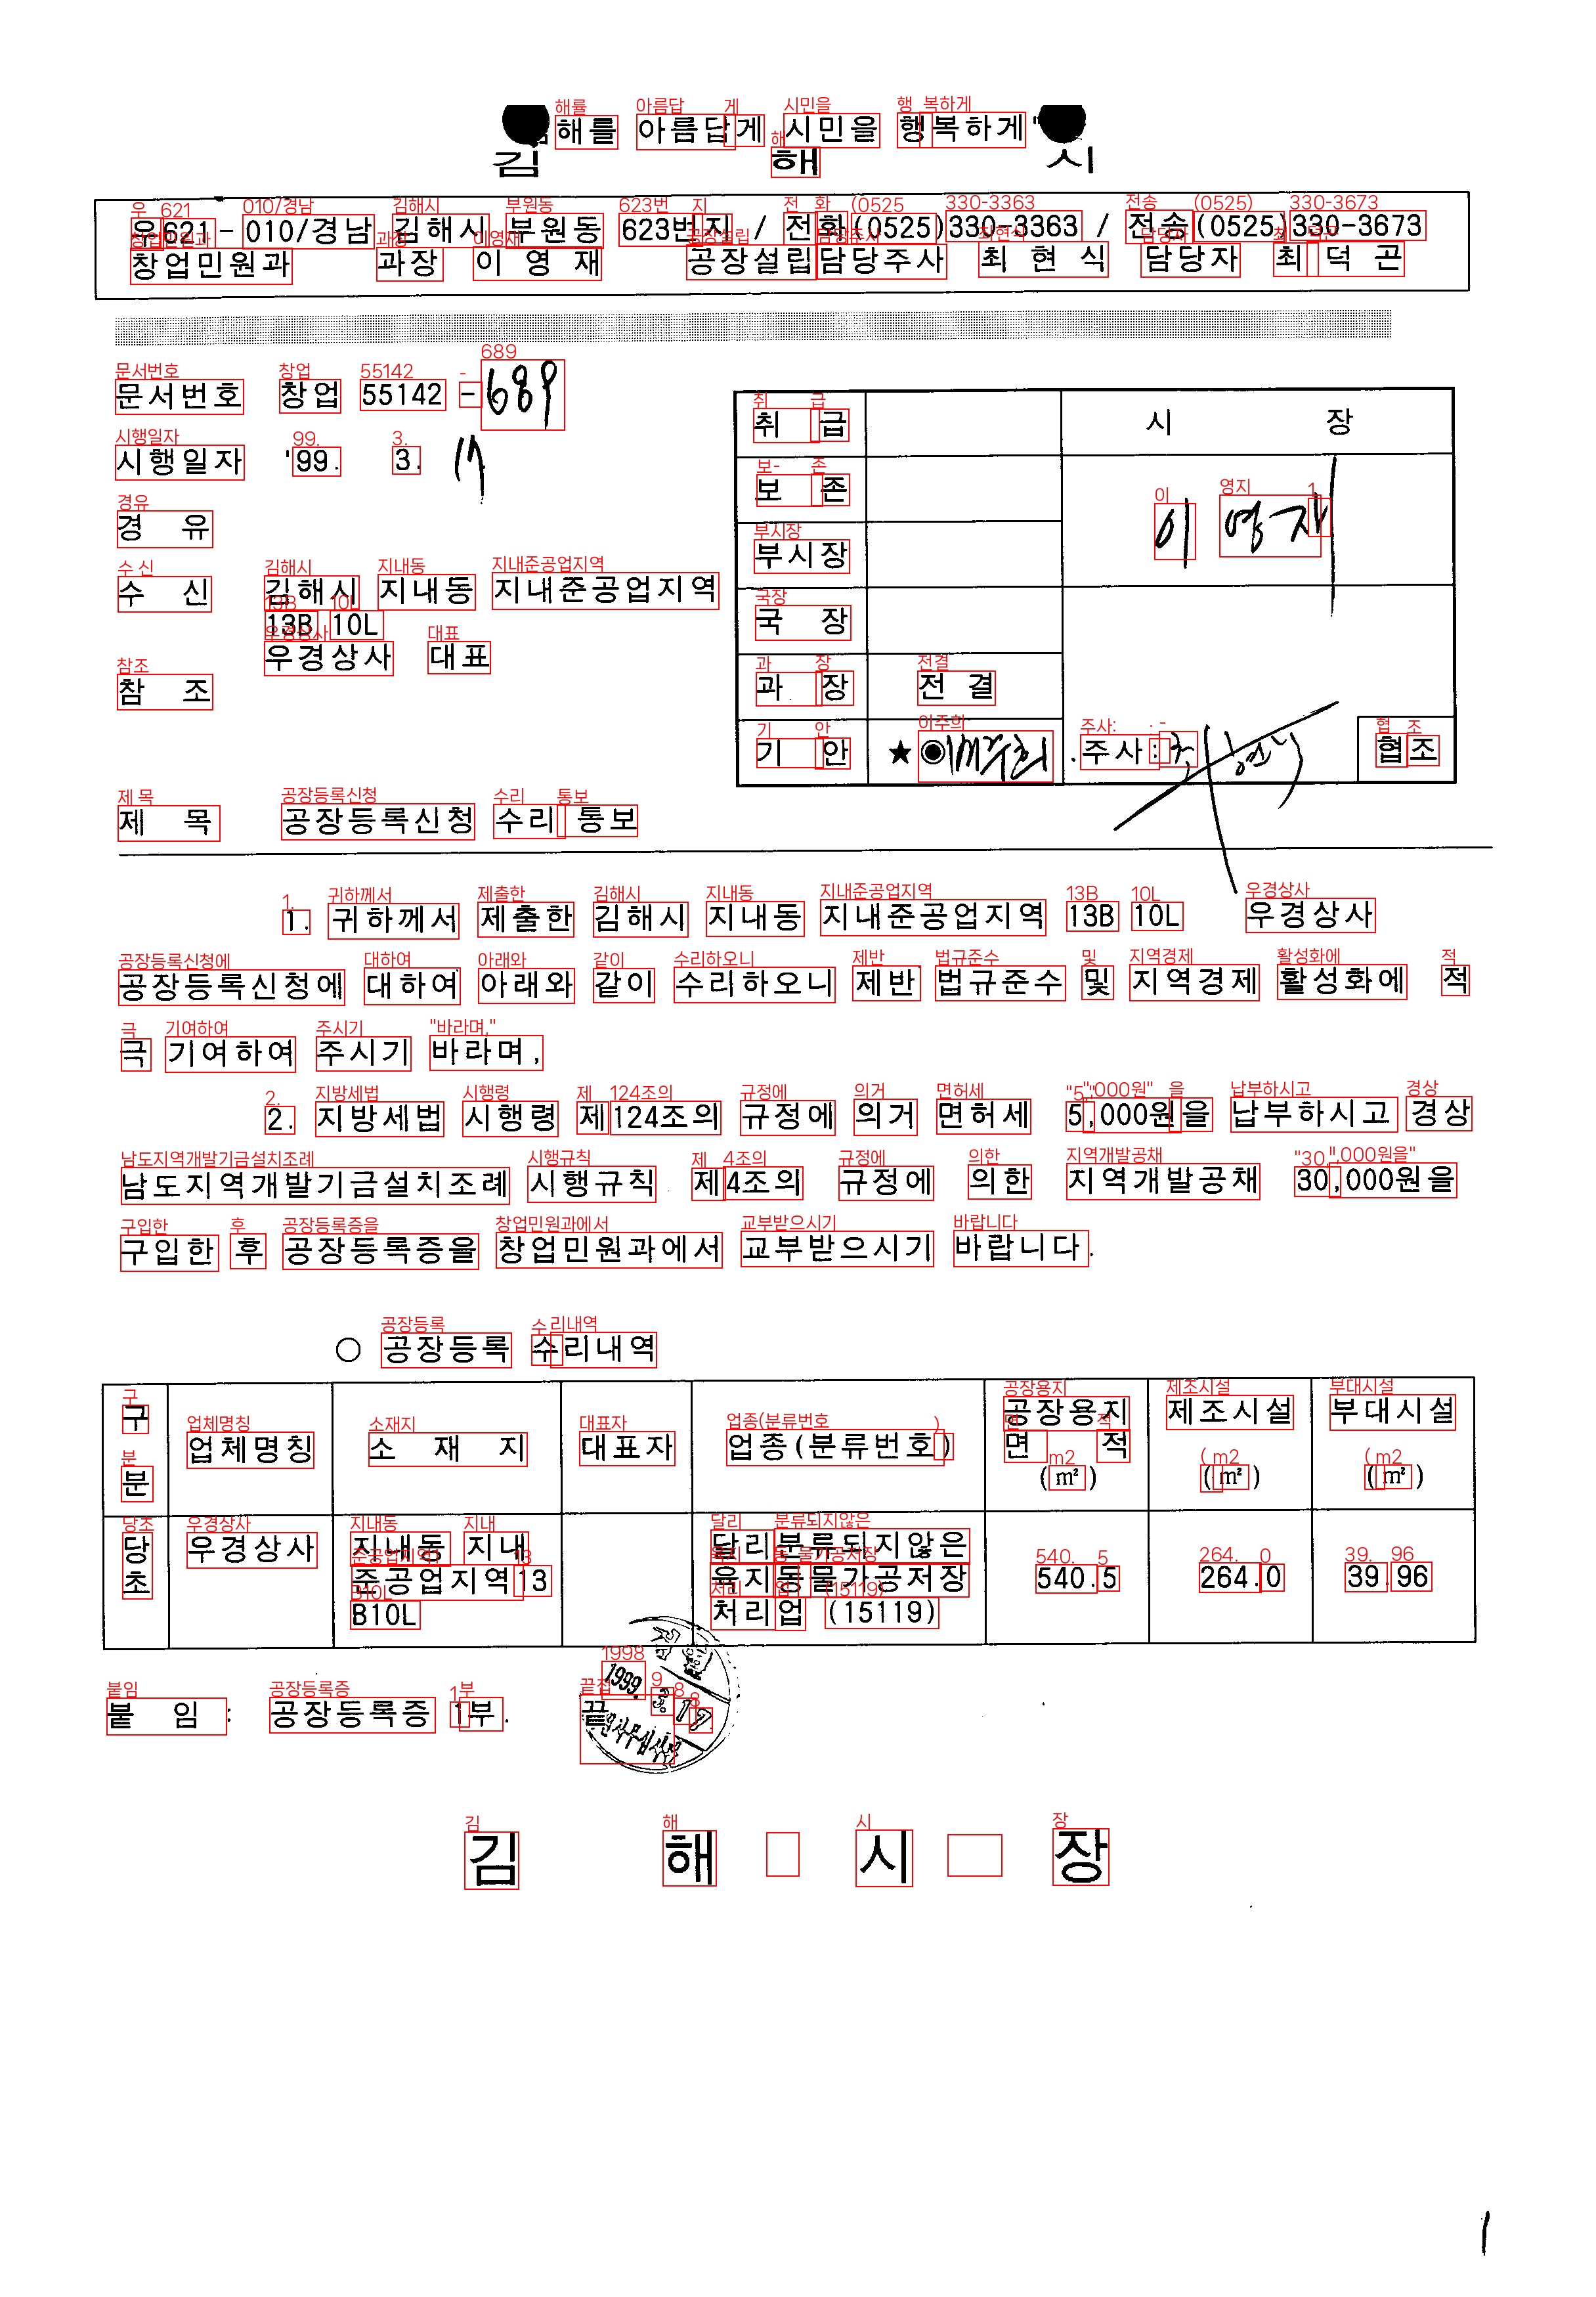 해를 아름답게 시민을 행복하게"
김 해 시
우621-010/경남 김해시 부원동 623번지 / 전화(0525)330-3363 / 전송(0525)330-3673
창업민원과 과장 이 영 재 공장설립담당주사 최 현 식 담당자 최 덕 곤
문서번호 창업 55142 - 689
시행일자 '99. 3. 17
경 유
수 신 김해시 지내동 지내준공업지역
13B 10L
우경상사 대표
참 조
취 급 시 장
보 존
부시장
국 장
과 장 전 결
기 안 ★◉ . 주사: 협조
제 목 공장등록신청 수리 통보
1. 귀하께서 제출한 김해시 지내동 지내준공업지역 13B 10L 우경상사
공장등록신청에 대하여 아래와 같이 수리하오니 제반 법규준수 및 지역경제 활성화에 적
극 기여하여 주시기 바라며,
2. 지방세법 시행령 제124조의 규정에 의거 면허세 5,000원을 납부하시고 경상
남도지역개발기금설치조례 시행규칙 제4조의 규정에 의한 지역개발공채 30,000원을
구입한 후 공장등록증을 창업민원과에서 교부받으시기 바랍니다.
○ 공장등록 수리내역
구 분 업체명칭 소 재 지 대표자 업종(분류번호) 공장용지 면 적 (㎡) 제조시설 (㎡) 부대시설 (㎡)
당초 우경상사 지내동 지내준공업지역13B10L 달리분류되지않은육지동물가공저장처리업 (15119) 540.5 264.0 39.96
붙 임 : 공장등록증 1부. 끝
1999. 3. 17
김 해 시 장